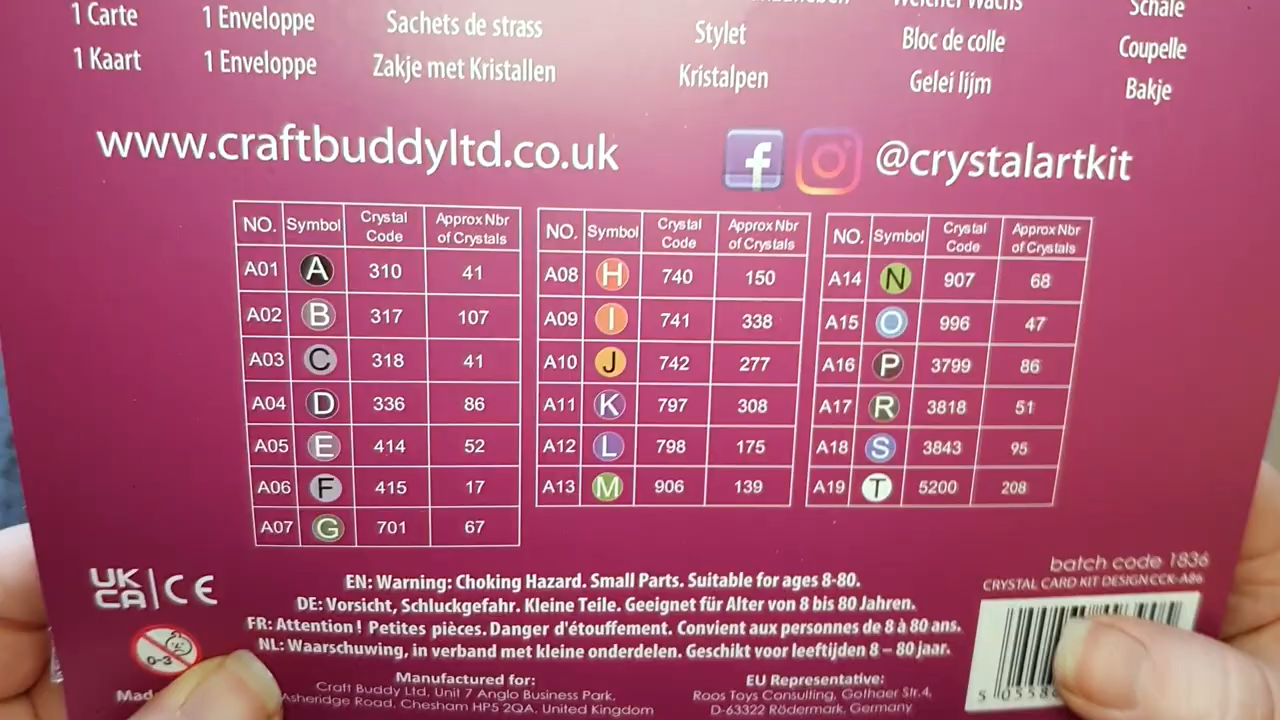 1 Carte 1 Enveloppe Sachets de strass Stylet Bloc de colle Coupelle
1 Kaart 1 Enveloppe Zakje met Kristallen Kristalpen Gelei lijm Bakje
Weicher Wachs Schale
www.craftbuddyltd.co.uk @crystalartkit
NO. Symbol Crystal Code Approx Nbr of Crystals
A01 A 310 41
A02 B 317 107
A03 C 318 41
A04 D 336 86
A05 E 414 52
A06 F 415 17
A07 G 701 67
NO. Symbol Crystal Code Approx Nbr of Crystals
A08 H 740 150
A09 I 741 338
A10 J 742 277
A11 K 797 308
A12 L 798 175
A13 M 906 139
NO. Symbol Crystal Code Approx Nbr of Crystals
A14 N 907 68
A15 O 996 47
A16 P 3799 86
A17 R 3818 51
A18 S 3843 95
A19 T 5200 208
batch code 1836
CRYSTAL CARD KIT DESIGN CCK-A86
UK CA CE
EN: Warning: Choking Hazard. Small Parts. Suitable for ages 8-80.
DE: Vorsicht, Schluckgefahr. Kleine Teile. Geeignet für Alter von 8 bis 80 Jahren.
FR: Attention! Petites pièces. Danger d'étouffement. Convient aux personnes de 8 à 80 ans.
NL: Waarschuwing, in verband met kleine onderdelen. Geschikt voor leeftijden 8 – 80 jaar.
0-3
Manufactured for:
Craft Buddy Ltd, Unit 7 Anglo Business Park,
Asheridge Road, Chesham HP5 2QA, United Kingdom
EU Representative:
Roos Toys Consulting, Gothaer Str.4,
D-63322 Rödermark, Germany